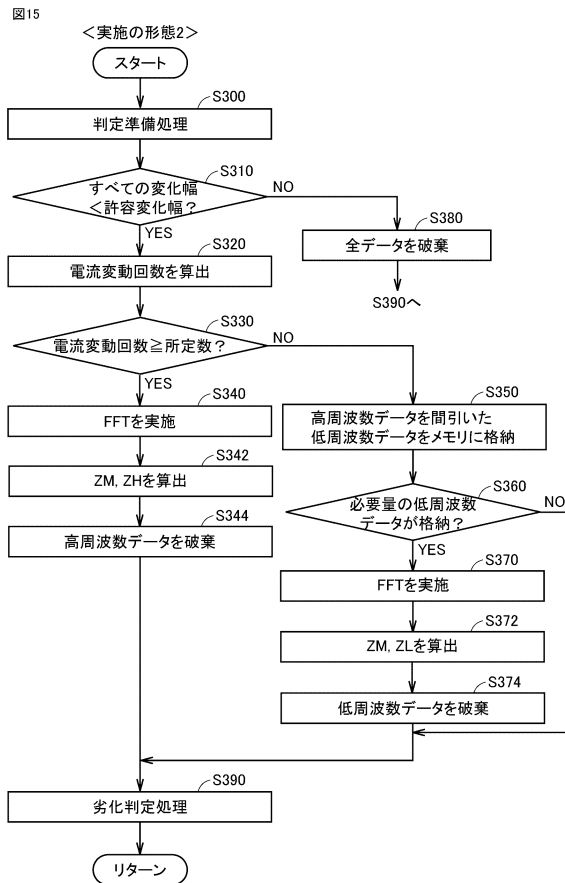 図15
＜実施の形態2＞
スタート
S300
判定準備処理
S310
すべての変化幅
＜許容変化幅？
NO
YES
S380
全データを破棄
S390へ
S320
電流変動回数を算出
S330
電流変動回数≧所定数？
NO
YES
S340
FFTを実施
S342
ZM, ZHを算出
S344
高周波数データを破棄
S350
高周波数データを間引いた
低周波数データをメモリに格納
S360
必要量の低周波数
データが格納？
NO
YES
S370
FFTを実施
S372
ZM, ZLを算出
S374
低周波数データを破棄
S390
劣化判定処理
リターン